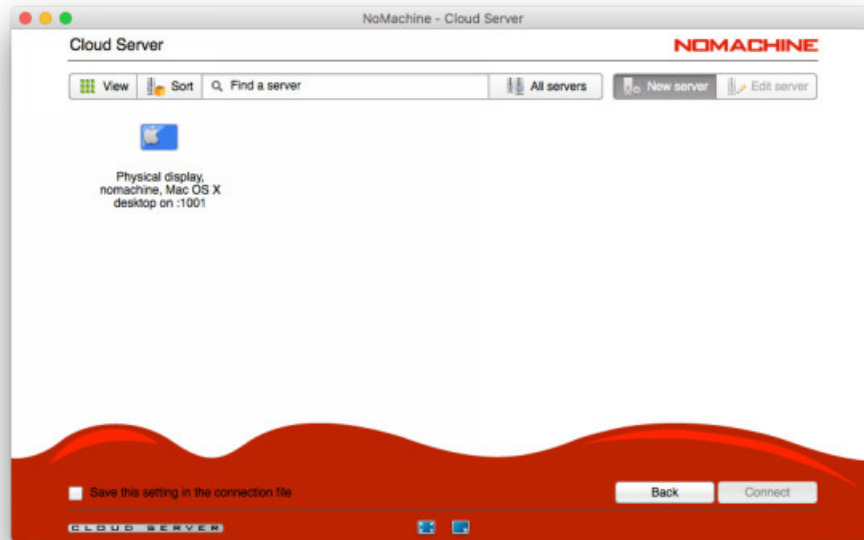 NoMachine - Cloud Server
Cloud Server
NOMACHINE
View
Sort
Find a server
All servers
New server
Edit server
Physical display,
nomachine, Mac OS X
desktop on :1001
Save this setting in the connection file
Back
Connect
CLOUD SERVER